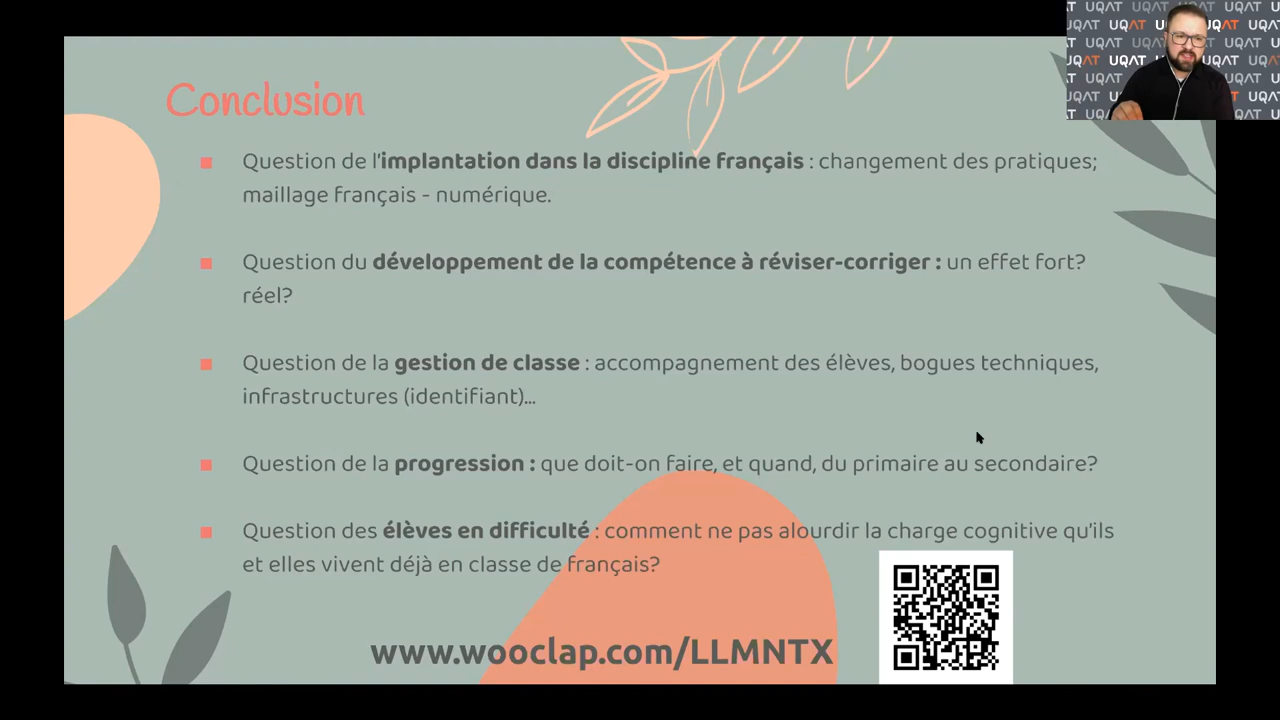 Conclusion
Question de l'implantation dans la discipline français : changement des pratiques;
maillage français - numérique.
Question du développement de la compétence à réviser-corriger : un effet fort?
réel?
Question de la gestion de classe : accompagnement des élèves, bogues techniques,
infrastructures (identifiant)...
Question de la progression : que doit-on faire, et quand, du primaire au secondaire?
Question des élèves en difficulté : comment ne pas alourdir la charge cognitive qu'ils
et elles vivent déjà en classe de français?
www.wooclap.com/LLMNTX
UQAT UQAT UQAT UQAT